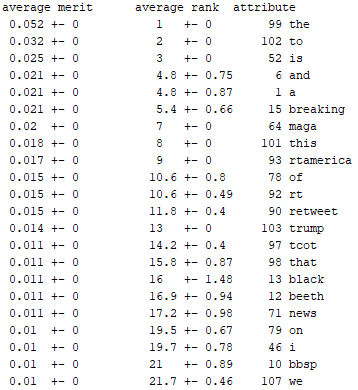 average merit average rank attribute
0.052 +- 0 1 +- 0 99 the
0.032 +- 0 2 +- 0 102 to
0.025 +- 0 3 +- 0 52 is
0.021 +- 0 4.8 +- 0.75 6 and
0.021 +- 0 4.8 +- 0.87 1 a
0.021 +- 0 5.4 +- 0.66 15 breaking
0.02 +- 0 7 +- 0 64 maga
0.018 +- 0 8 +- 0 101 this
0.017 +- 0 9 +- 0 93 rtamerica
0.015 +- 0 10.6 +- 0.8 78 of
0.015 +- 0 10.6 +- 0.49 92 rt
0.015 +- 0 11.8 +- 0.4 90 retweet
0.014 +- 0 13 +- 0 103 trump
0.011 +- 0 14.2 +- 0.4 97 tcot
0.011 +- 0 15.8 +- 0.87 98 that
0.011 +- 0 16 +- 1.48 13 black
0.011 +- 0 16.9 +- 0.94 12 beeth
0.011 +- 0 17.2 +- 0.98 71 news
0.01 +- 0 19.5 +- 0.67 79 on
0.01 +- 0 19.7 +- 0.78 46 i
0.01 +- 0 21 +- 0.89 10 bbsp
0.01 +- 0 21.7 +- 0.46 107 we